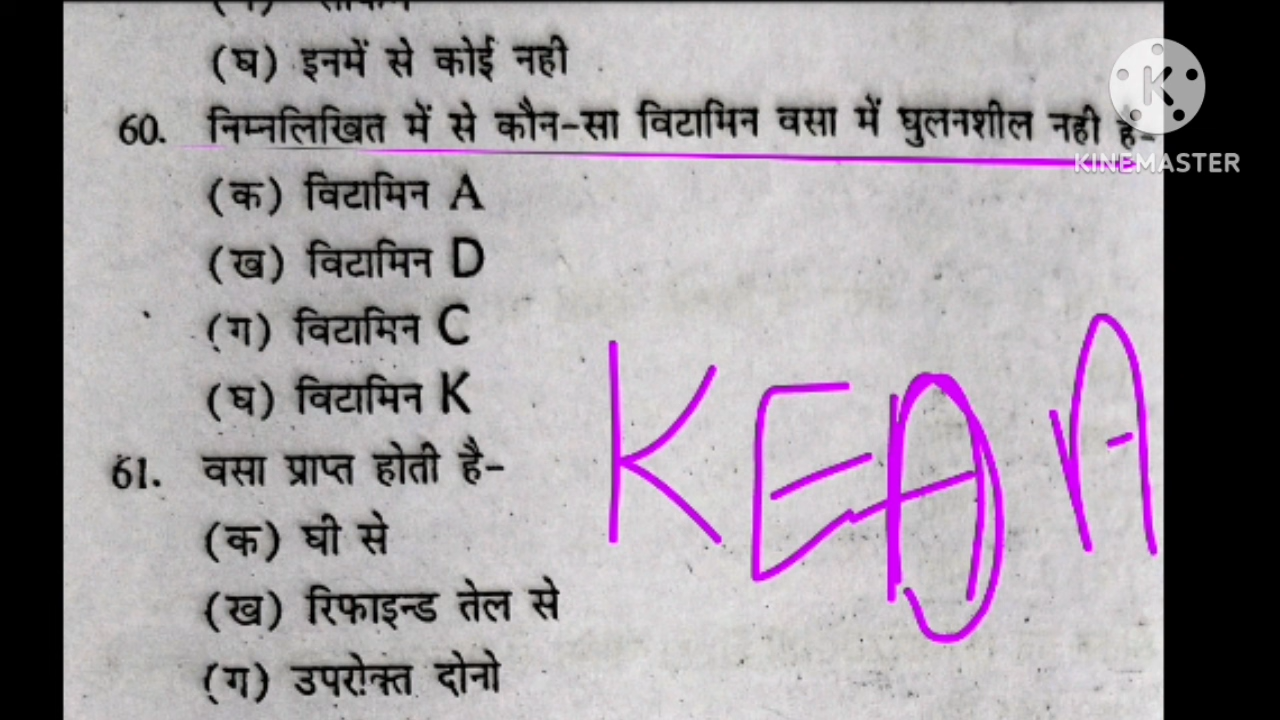 (घ) इनमें से कोई नही
60. निम्नलिखित में से कौन-सा विटामिन वसा में घुलनशील नही है-
K
KINEMASTER
(क) विटामिन A
(ख) विटामिन D
(ग) विटामिन C
(घ) विटामिन K
KEDA
61. वसा प्राप्त होती है-
(क) घी से
(ख) रिफाइन्ड तेल से
(ग) उपरोक्त दोनो